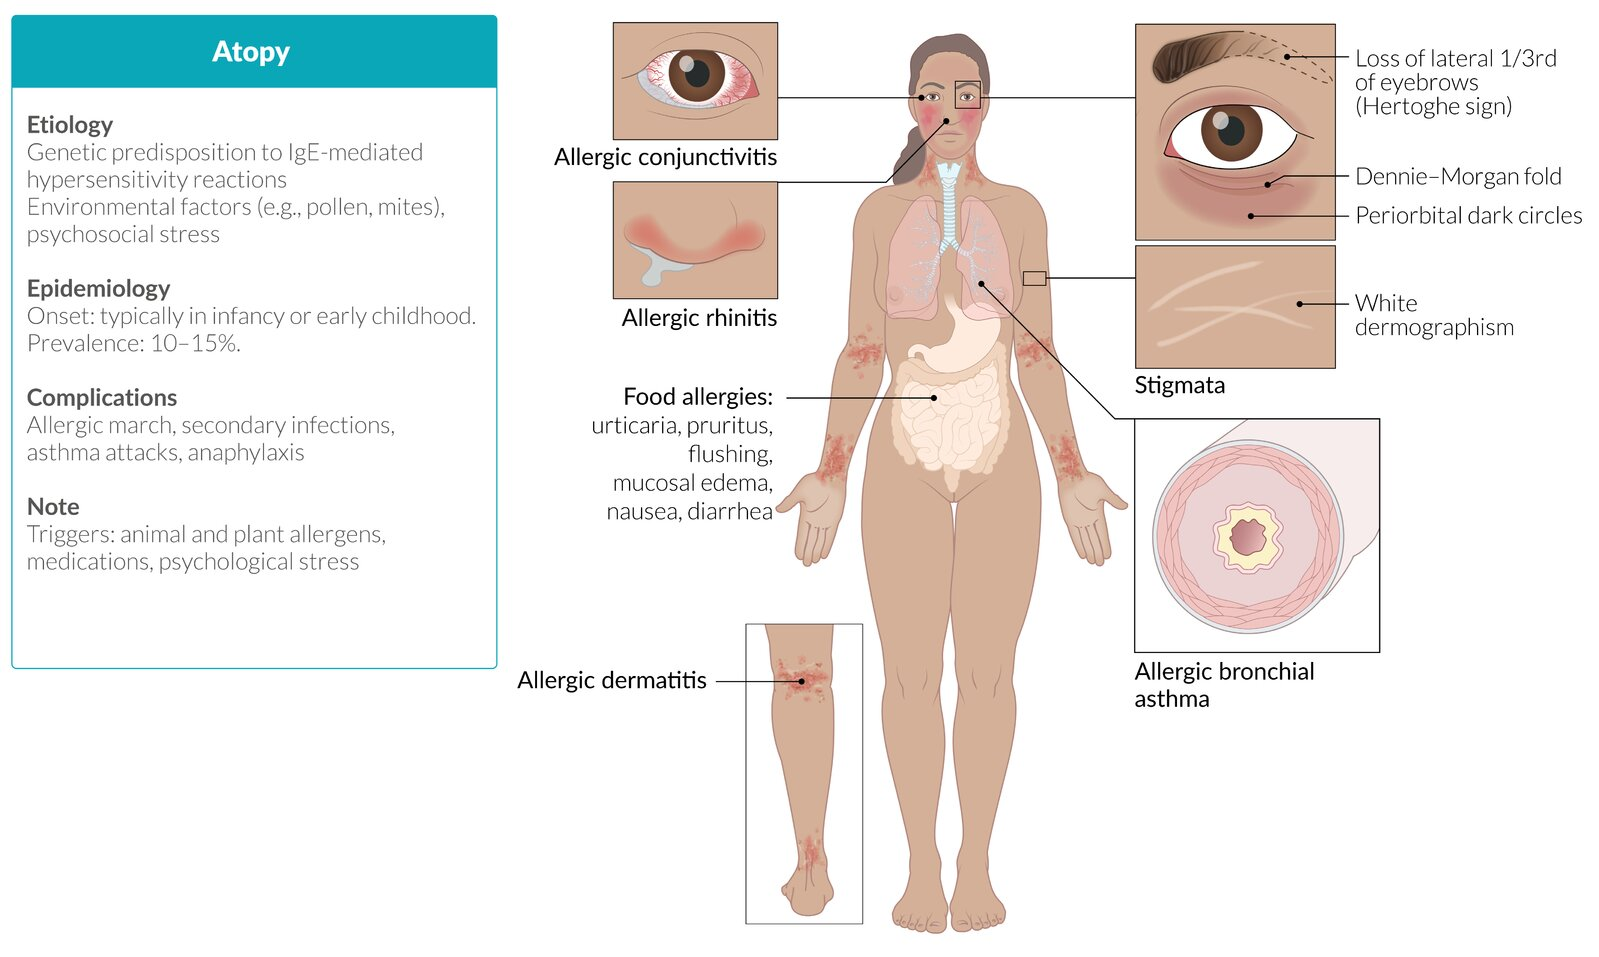 Atopy
Etiology
Genetic predisposition to IgE-mediated
hypersensitivity reactions
Environmental factors (e.g., pollen, mites),
psychosocial stress
Epidemiology
Onset: typically in infancy or early childhood.
Prevalence: 10–15%.
Complications
Allergic march, secondary infections,
asthma attacks, anaphylaxis
Note
Triggers: animal and plant allergens,
medications, psychological stress
Allergic conjunctivitis
Allergic rhinitis
Food allergies:
urticaria, pruritus,
flushing,
mucosal edema,
nausea, diarrhea
Allergic dermatitis
Loss of lateral 1/3rd
of eyebrows
(Hertoghe sign)
Dennie–Morgan fold
Periorbital dark circles
White
dermographism
Stigmata
Allergic bronchial
asthma